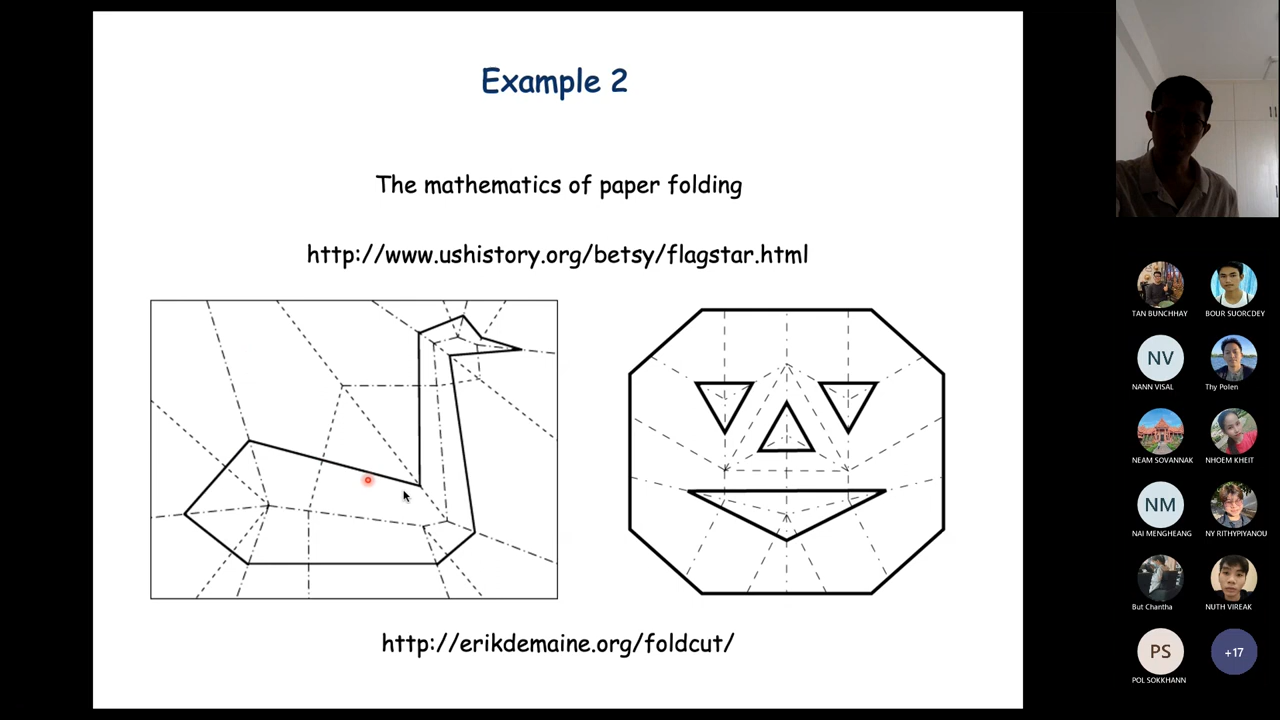 Example 2
The mathematics of paper folding
http://www.ushistory.org/betsy/flagstar.html
http://erikdemaine.org/foldcut/
TAN BUNCHHAY
BOUR SUORCDEY
NV
NANN VISAL
Thy Polen
NEAM SOVANNAK
NHOEM KHEIT
NM
NAI MENGHEANG
NY RITHYPIYANOU
But Chantha
NUTH VIREAK
PS
POL SOKKHANN
+17